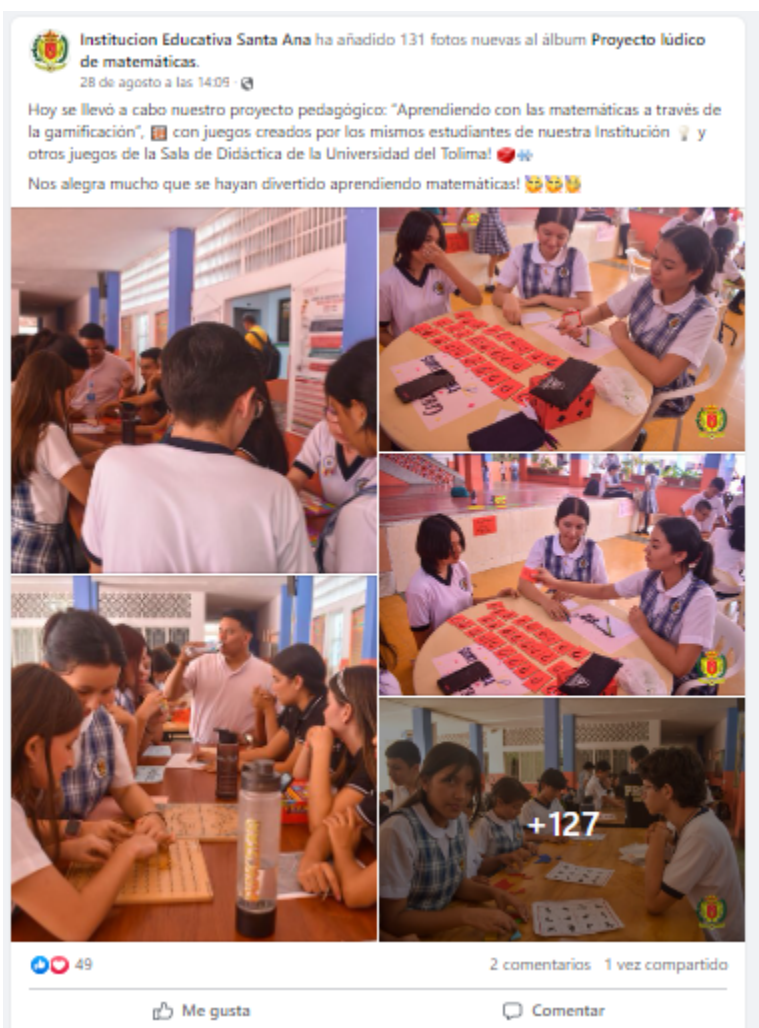 Institucion Educativa Santa Ana ha añadido 131 fotos nuevas al álbum Proyecto lúdico
de matemáticas.
28 de agosto a las 14:09 ·
Hoy se llevó a cabo nuestro proyecto pedagógico: "Aprendiendo con las matemáticas a través de
la gamificación", 🧮 con juegos creados por los mismos estudiantes de nuestra Institución 💡 y
otros juegos de la Sala de Didáctica de la Universidad del Tolima! 🎲🧩
Nos alegra mucho que se hayan divertido aprendiendo matemáticas! 🥳🥳🥳
+127
49
2 comentarios 1 vez compartido
Me gusta
Comentar